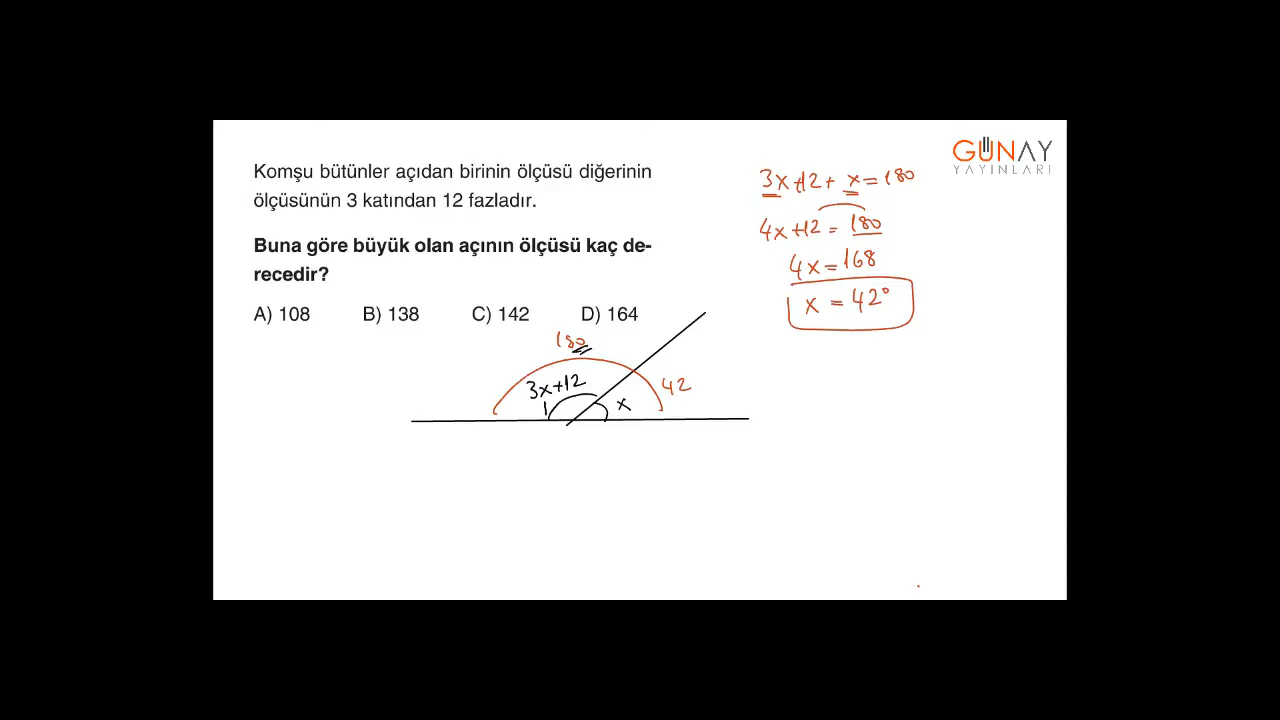 GÜNAY
YAYINLARI
Komşu bütünler açıdan birinin ölçüsü diğerinin
ölçüsünün 3 katından 12 fazladır.
Buna göre büyük olan açının ölçüsü kaç de-
recedir?
A) 108 B) 138 C) 142 D) 164
3x+12+ x=180
4x+12 = 180
4x=168
x = 42°
180
3x+12
x
42